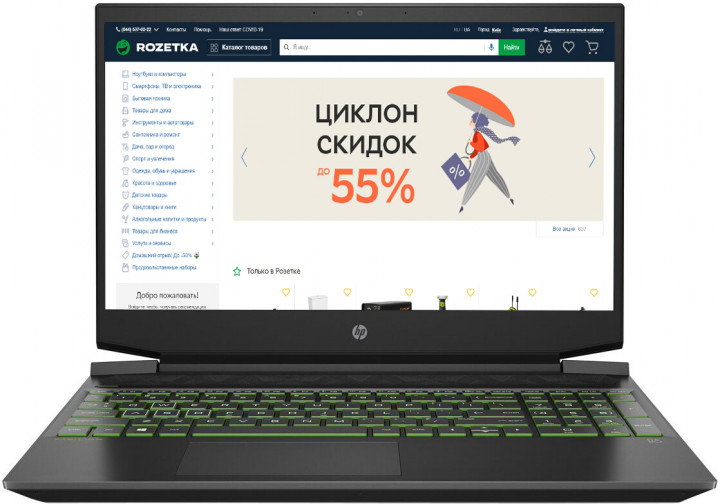 (044) 537-02-22 Контакты Помощь Наш ответ COVID-19 RU | UA Город Київ Здравствуйте, войдите в личный кабинет
ROZETKA Каталог товаров Я ищу... Найти
Ноутбуки и компьютеры
Смартфоны, ТВ и электроника
Бытовая техника
Товары для дома
Инструменты и автотовары
Сантехника и ремонт
Дача, сад и огород
Спорт и увлечения
Одежда, обувь и украшения
Красота и здоровье
Детские товары
Канцтовары и книги
Алкогольные напитки и продукты
Товары для бизнеса
Услуги и сервисы
Домашний отрыв! До -50%
Продовольственные наборы
ЦИКЛОН
СКИДОК
до 55%
%
Все акции
Только в Розетке
Добро пожаловать!
hp